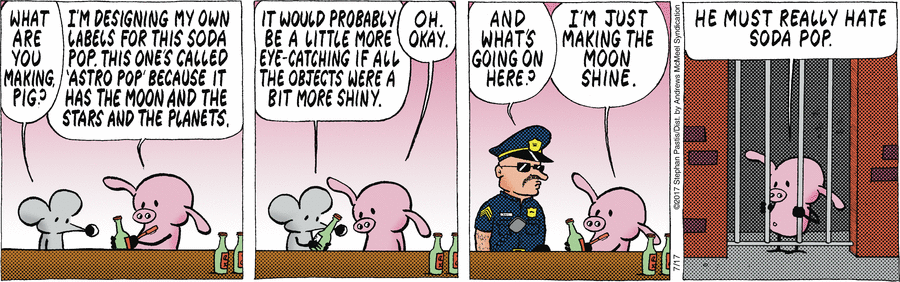 WHAT
ARE
YOU
MAKING,
PIG?
I'M DESIGNING MY OWN
LABELS FOR THIS SODA
POP. THIS ONE'S CALLED
'ASTRO POP' BECAUSE IT
HAS THE MOON AND THE
STARS AND THE PLANETS.
IT WOULD PROBABLY
BE A LITTLE MORE
EYE-CATCHING IF ALL
THE OBJECTS WERE A
BIT MORE SHINY.
OH.
OKAY.
AND
WHAT'S
GOING ON
HERE?
I'M JUST
MAKING THE
MOON
SHINE.
©2017 Stephan Pastis/Dist. by Andrews McMeel Syndication
7/17
HE MUST REALLY HATE
SODA POP.